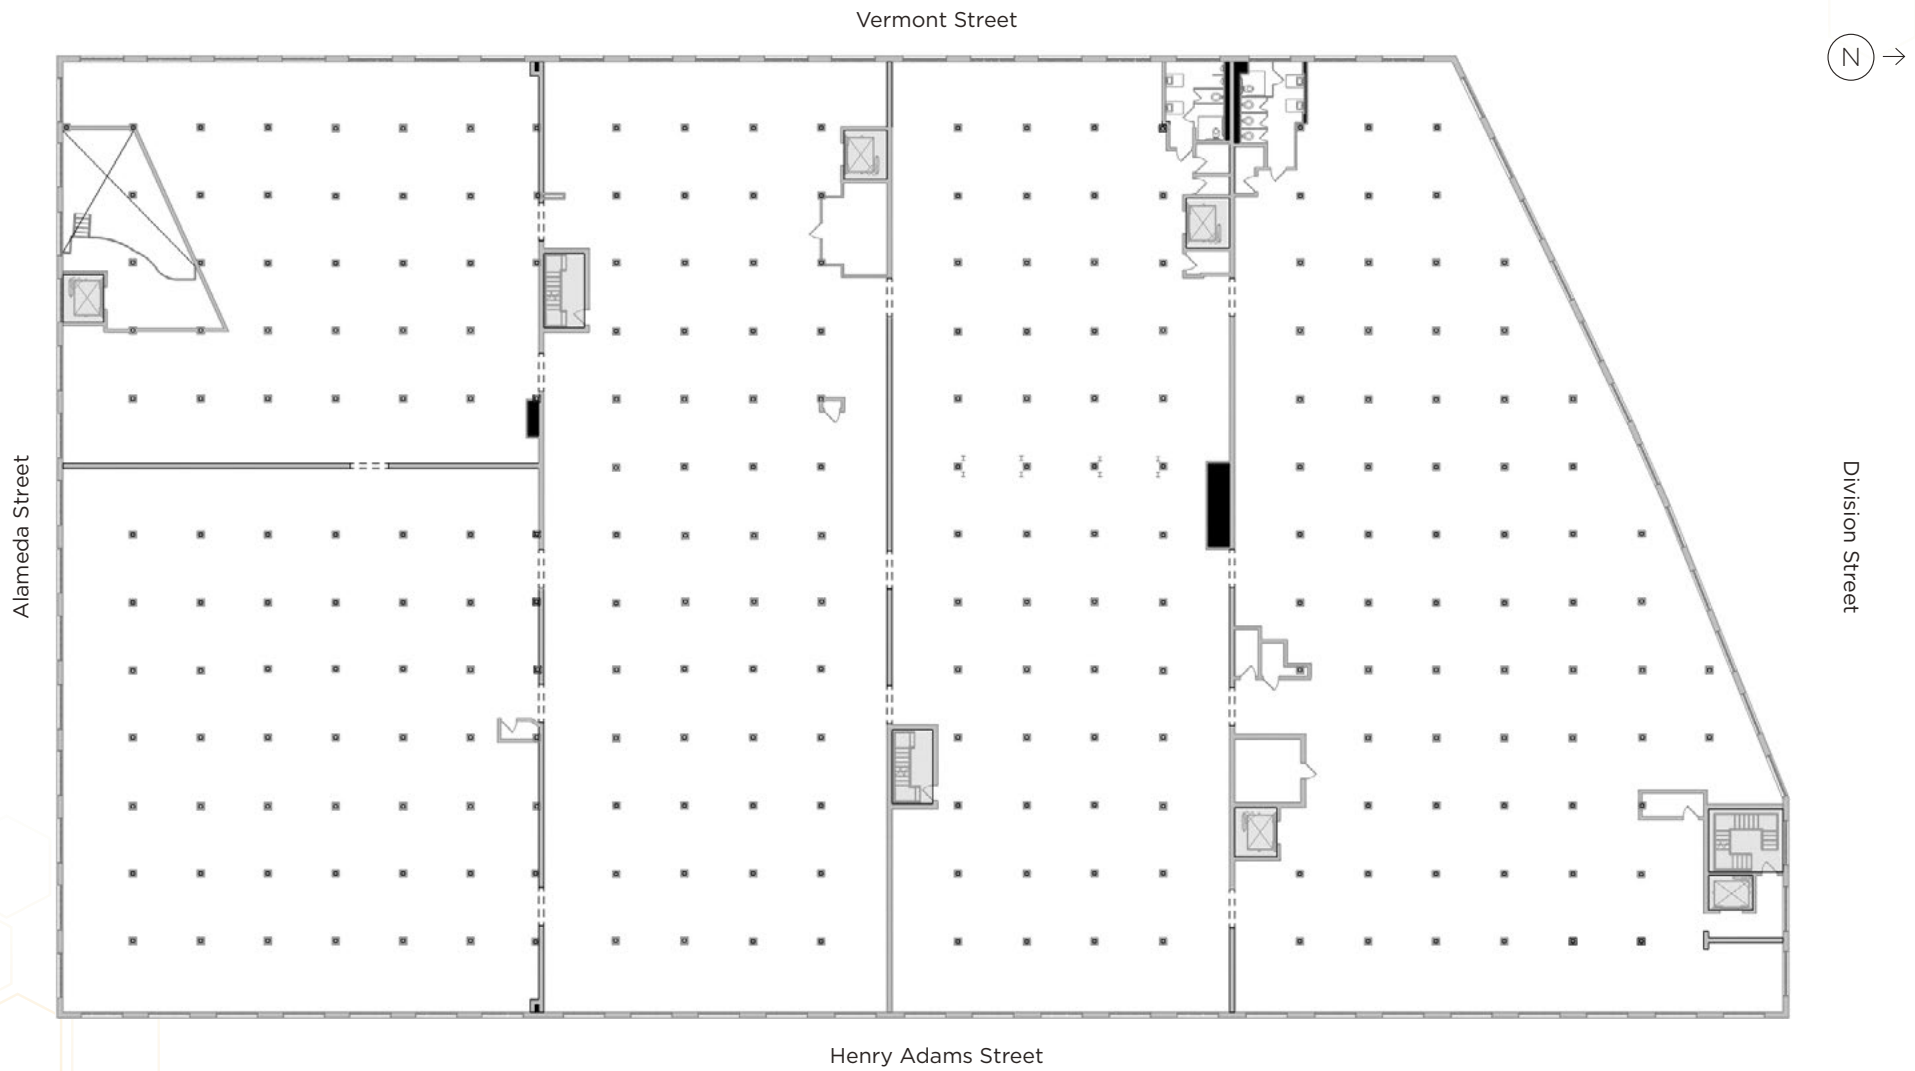 Vermont Street
N
Alameda Street
Division Street
Henry Adams Street